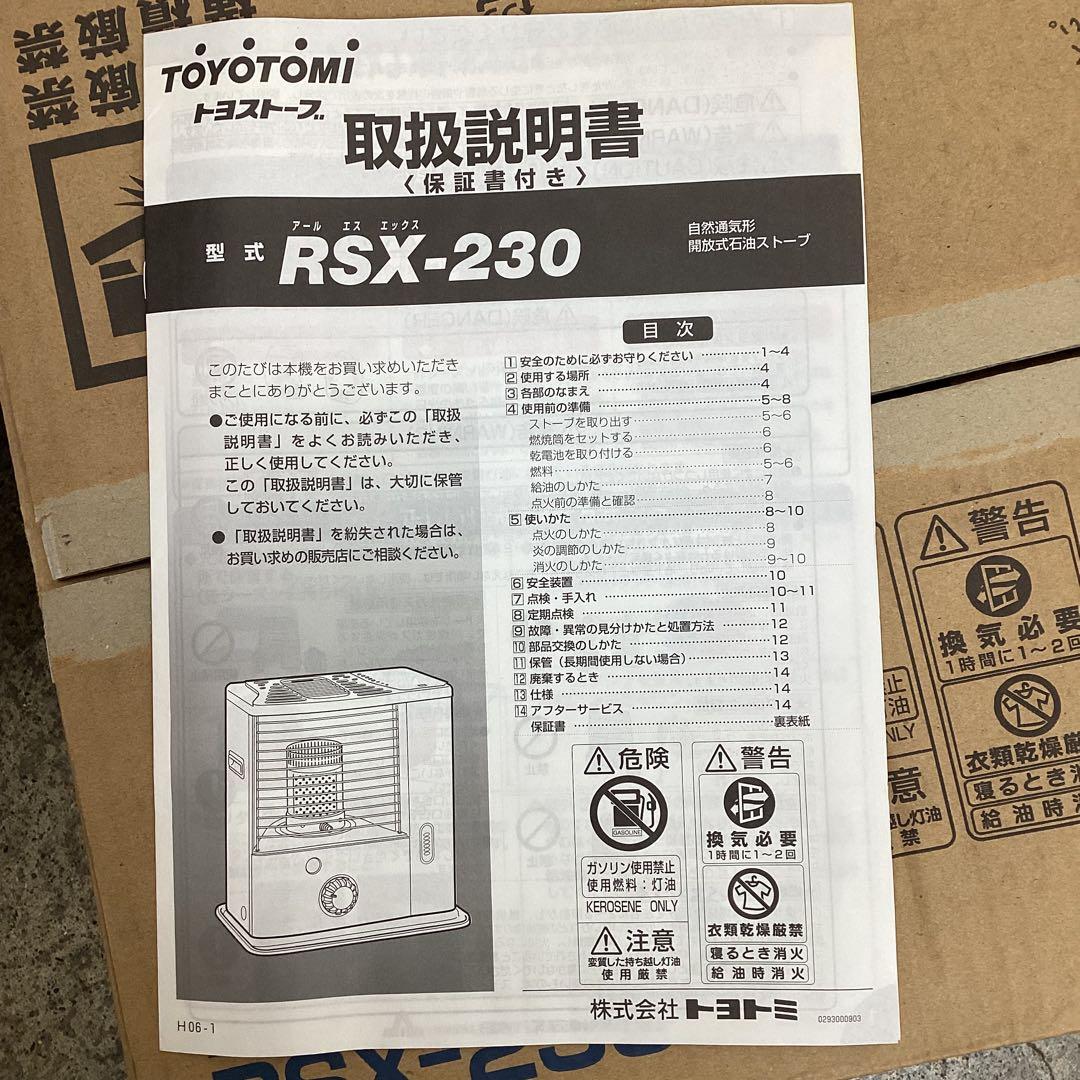 厳禁
厳禁
TOYOTOMI
トヨストーブ
取扱説明書
〈保証書付き〉
型式
アール エス エックス
RSX-230
自然通気形
開放式石油ストーブ
このたびは本機をお買い求めいただき
まことにありがとうございます。
●ご使用になる前に、必ずこの「取扱
説明書」をよくお読みいただき、
正しく使用してください。
この「取扱説明書」は、大切に保管
しておいてください。
●「取扱説明書」を紛失された場合は、
お買い求めの販売店にご相談ください。
目次
1 安全のために必ずお守りください …………… 1〜4
2 使用する場所 …………… 4
3 各部のなまえ …………… 4
4 使用前の準備 …………… 5〜8
ストーブを取り出す …………… 5〜6
燃焼筒をセットする …………… 6
乾電池を取り付ける …………… 6
燃料 …………… 5〜6
給油のしかた …………… 7
点火前の準備と確認 …………… 8
5 使いかた …………… 8〜10
点火のしかた …………… 8
炎の調節のしかた …………… 9
消火のしかた …………… 9〜10
6 安全装置 …………… 10
7 点検・手入れ …………… 10〜11
8 定期点検 …………… 11
9 故障・異常の見分けかたと処置方法 …………… 12
10 部品交換のしかた …………… 12
11 保管（長期間使用しない場合） …………… 13
12 廃棄するとき …………… 14
13 仕様 …………… 14
14 アフターサービス …………… 14
保証書 …………… 裏表紙
危険
GASOLINE
ガソリン使用禁止
使用燃料：灯油
KEROSENE ONLY
注意
変質した持ち越し灯油
使用厳禁
警告
換気必要
1時間に1〜2回
衣類乾燥厳禁
寝るとき消火
給油時消火
株式会社 トヨトミ
H06-1
0293000903
警告
換気必要
1時間に1〜2
衣類乾燥厳
寝るとき消
給油時
止
油
NLY
意
越し灯油
禁
RSX-230